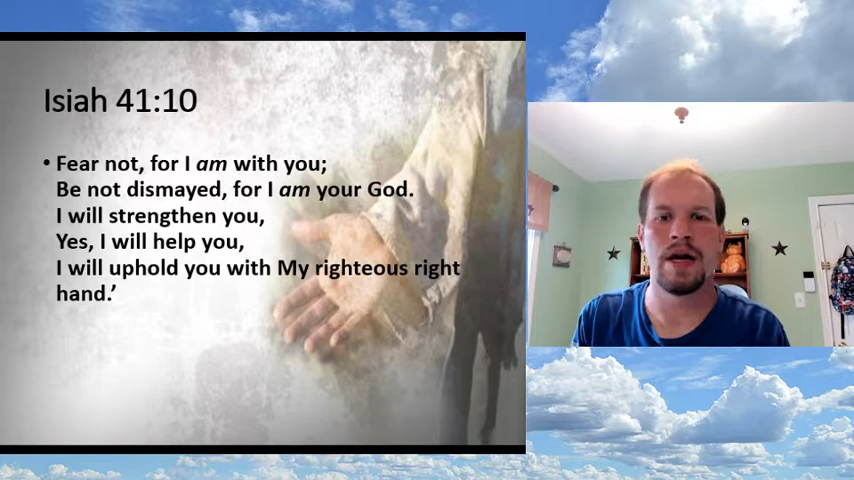 Isiah 41:10
• Fear not, for I am with you;
Be not dismayed, for I am your God.
I will strengthen you,
Yes, I will help you,
I will uphold you with My righteous right
hand.’